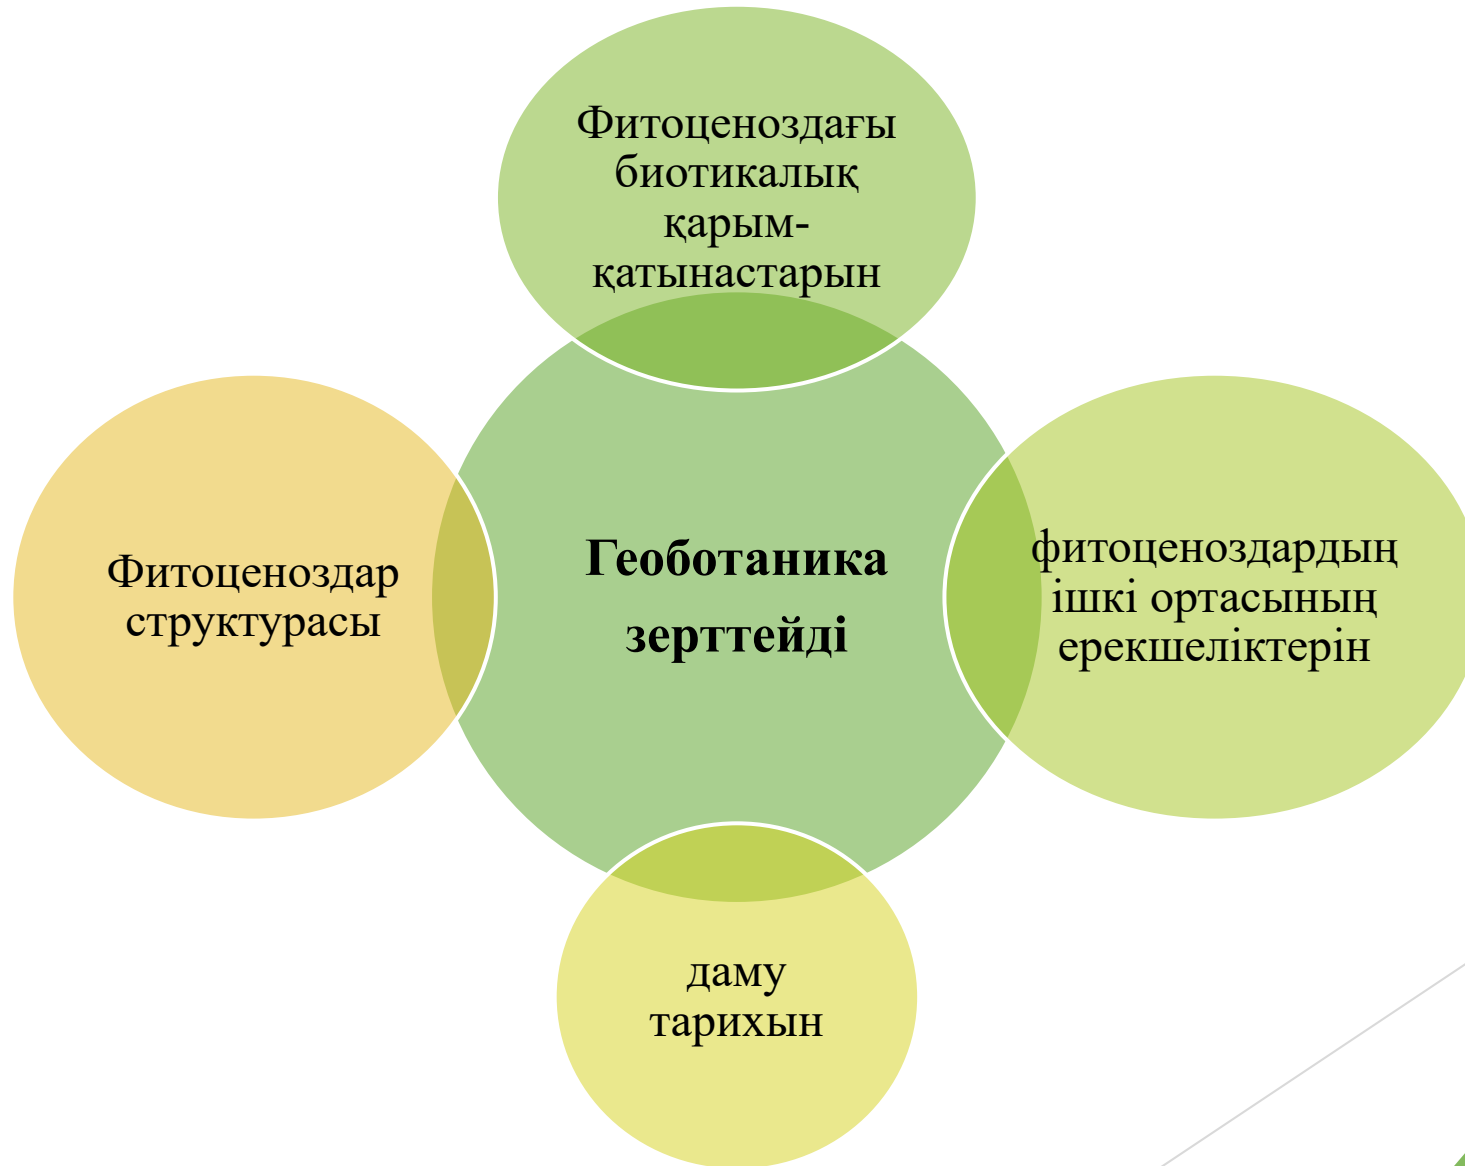 Фитоценоздағы
биотикалық
қарым-
қатынастарын
Фитоценоздар
структурасы
Геоботаника
зерттейді
фитоценоздардың
ішкі ортасының
ерекшеліктерін
даму
тарихын